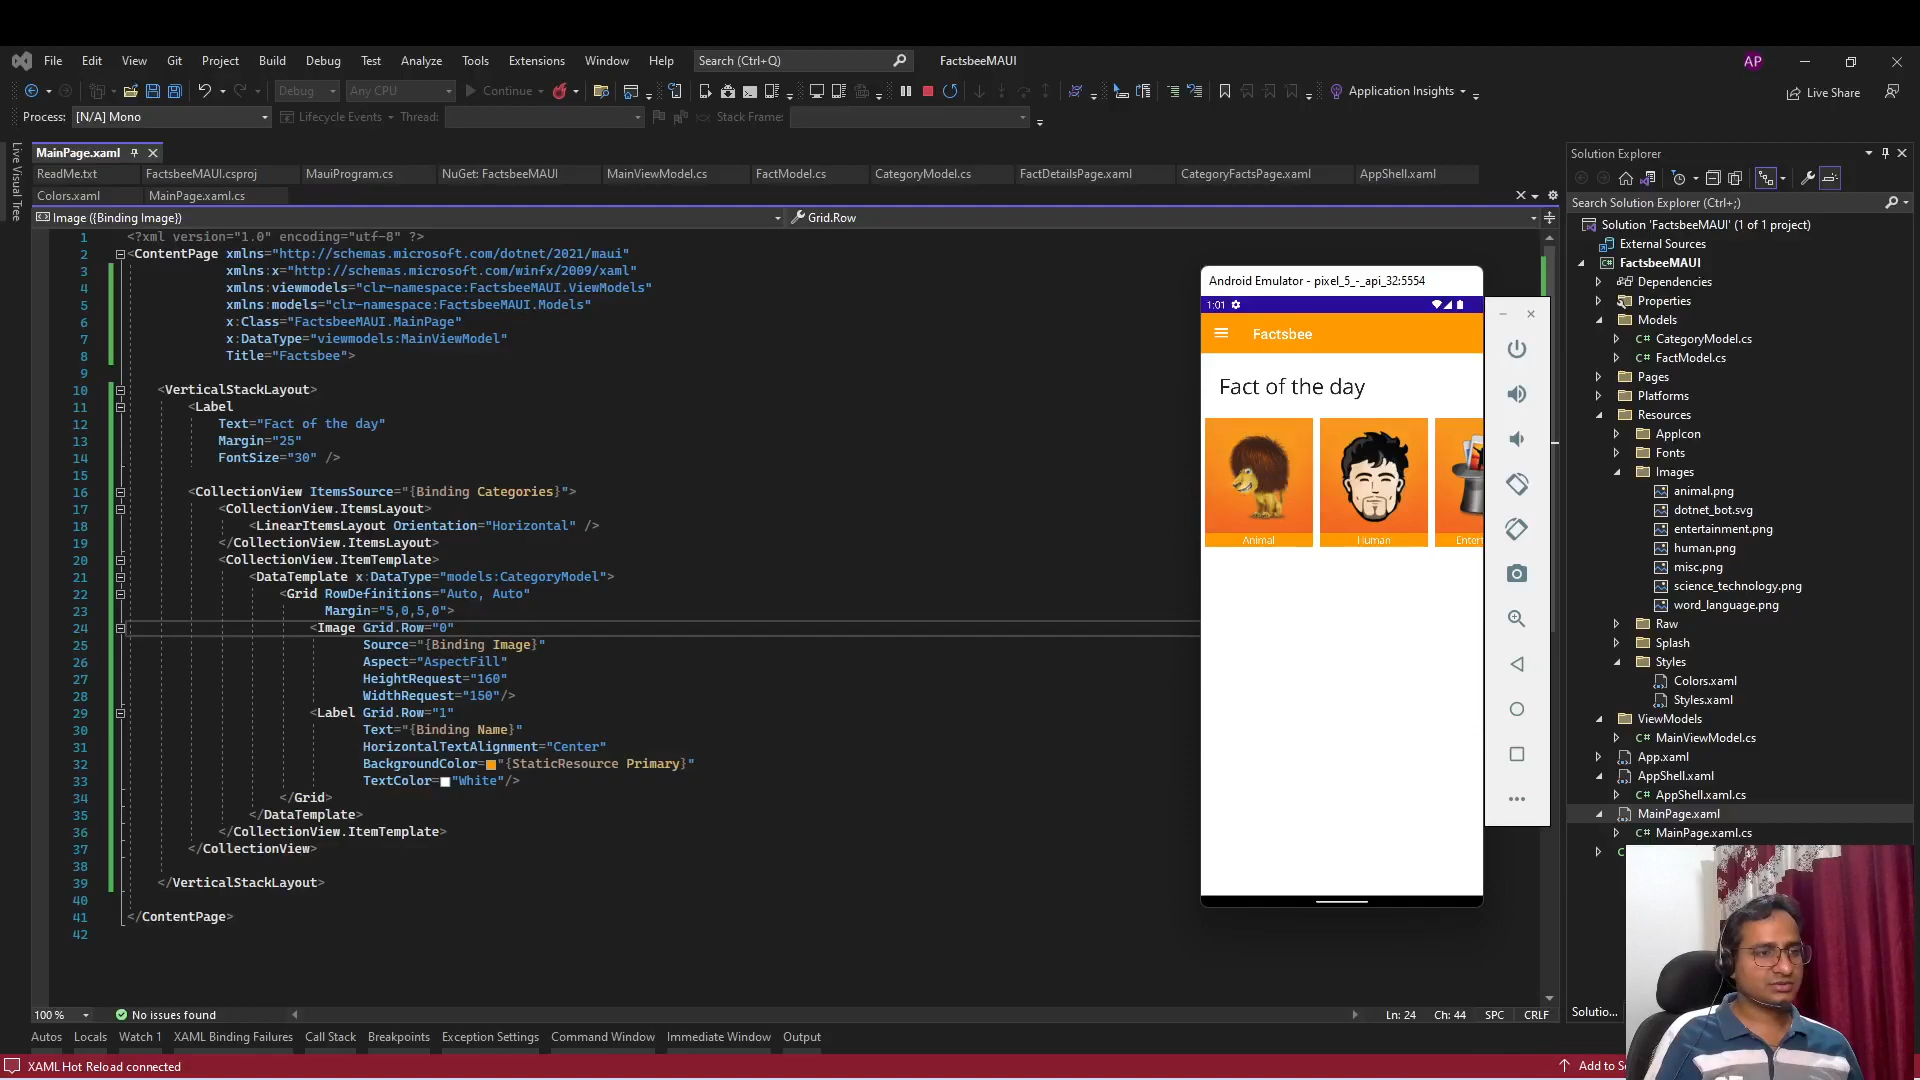 File Edit View Git Project Build Debug Test Analyze Tools Extensions Window Help Search (Ctrl+Q) FactsbeeMAUI AP
Debug Any CPU Continue Application Insights Live Share
Process: [N/A] Mono Lifecycle Events Thread: Stack Frame:
Live Visual Tree
MainPage.xaml
ReadMe.txt FactsbeeMAUI.csproj MauiProgram.cs NuGet: FactsbeeMAUI MainViewModel.cs FactModel.cs CategoryModel.cs FactDetailsPage.xaml CategoryFactsPage.xaml AppShell.xaml
Colors.xaml MainPage.xaml.cs
Image ({Binding Image}) Grid.Row
1 <?xml version="1.0" encoding="utf-8" ?>
2 <ContentPage xmlns="http://schemas.microsoft.com/dotnet/2021/maui"
3 xmlns:x="http://schemas.microsoft.com/winfx/2009/xaml"
4 xmlns:viewmodels="clr-namespace:FactsbeeMAUI.ViewModels"
5 xmlns:models="clr-namespace:FactsbeeMAUI.Models"
6 x:Class="FactsbeeMAUI.MainPage"
7 x:DataType="viewmodels:MainViewModel"
8 Title="Factsbee">
9
10 <VerticalStackLayout>
11 <Label
12 Text="Fact of the day"
13 Margin="25"
14 FontSize="30" />
15
16 <CollectionView ItemsSource="{Binding Categories}">
17 <CollectionView.ItemsLayout>
18 <LinearItemsLayout Orientation="Horizontal" />
19 </CollectionView.ItemsLayout>
20 <CollectionView.ItemTemplate>
21 <DataTemplate x:DataType="models:CategoryModel">
22 <Grid RowDefinitions="Auto, Auto"
23 Margin="5,0,5,0">
24 <Image Grid.Row="0"
25 Source="{Binding Image}"
26 Aspect="AspectFill"
27 HeightRequest="160"
28 WidthRequest="150"/>
29 <Label Grid.Row="1"
30 Text="{Binding Name}"
31 HorizontalTextAlignment="Center"
32 BackgroundColor="{StaticResource Primary}"
33 TextColor="White"/>
34 </Grid>
35 </DataTemplate>
36 </CollectionView.ItemTemplate>
37 </CollectionView>
38
39 </VerticalStackLayout>
40
41 </ContentPage>
42
Android Emulator - pixel_5_-_api_32:5554
1:01
Factsbee
Fact of the day
Animal Human Entert
Solution Explorer
Search Solution Explorer (Ctrl+;)
Solution 'FactsbeeMAUI' (1 of 1 project)
External Sources
FactsbeeMAUI
Dependencies
Properties
Models
C# CategoryModel.cs
C# FactModel.cs
Pages
Platforms
Resources
AppIcon
Fonts
Images
animal.png
dotnet_bot.svg
entertainment.png
human.png
misc.png
science_technology.png
word_language.png
Raw
Splash
Styles
Colors.xaml
Styles.xaml
ViewModels
C# MainViewModel.cs
App.xaml
AppShell.xaml
C# AppShell.xaml.cs
MainPage.xaml
C# MainPage.xaml.cs
Solutio...
100 % No issues found Ln: 24 Ch: 44 SPC CRLF
Autos Locals Watch 1 XAML Binding Failures Call Stack Breakpoints Exception Settings Command Window Immediate Window Output
XAML Hot Reload connected Add to S